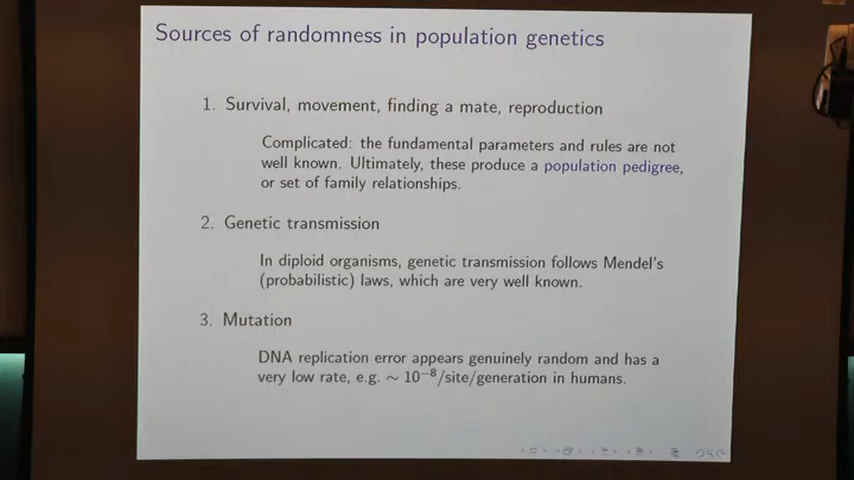 Sources of randomness in population genetics
1. Survival, movement, finding a mate, reproduction
Complicated: the fundamental parameters and rules are not
well known. Ultimately, these produce a population pedigree,
or set of family relationships.
2. Genetic transmission
In diploid organisms, genetic transmission follows Mendel's
(probabilistic) laws, which are very well known.
3. Mutation
DNA replication error appears genuinely random and has a
very low rate, e.g. ∼ 10⁻⁸/site/generation in humans.